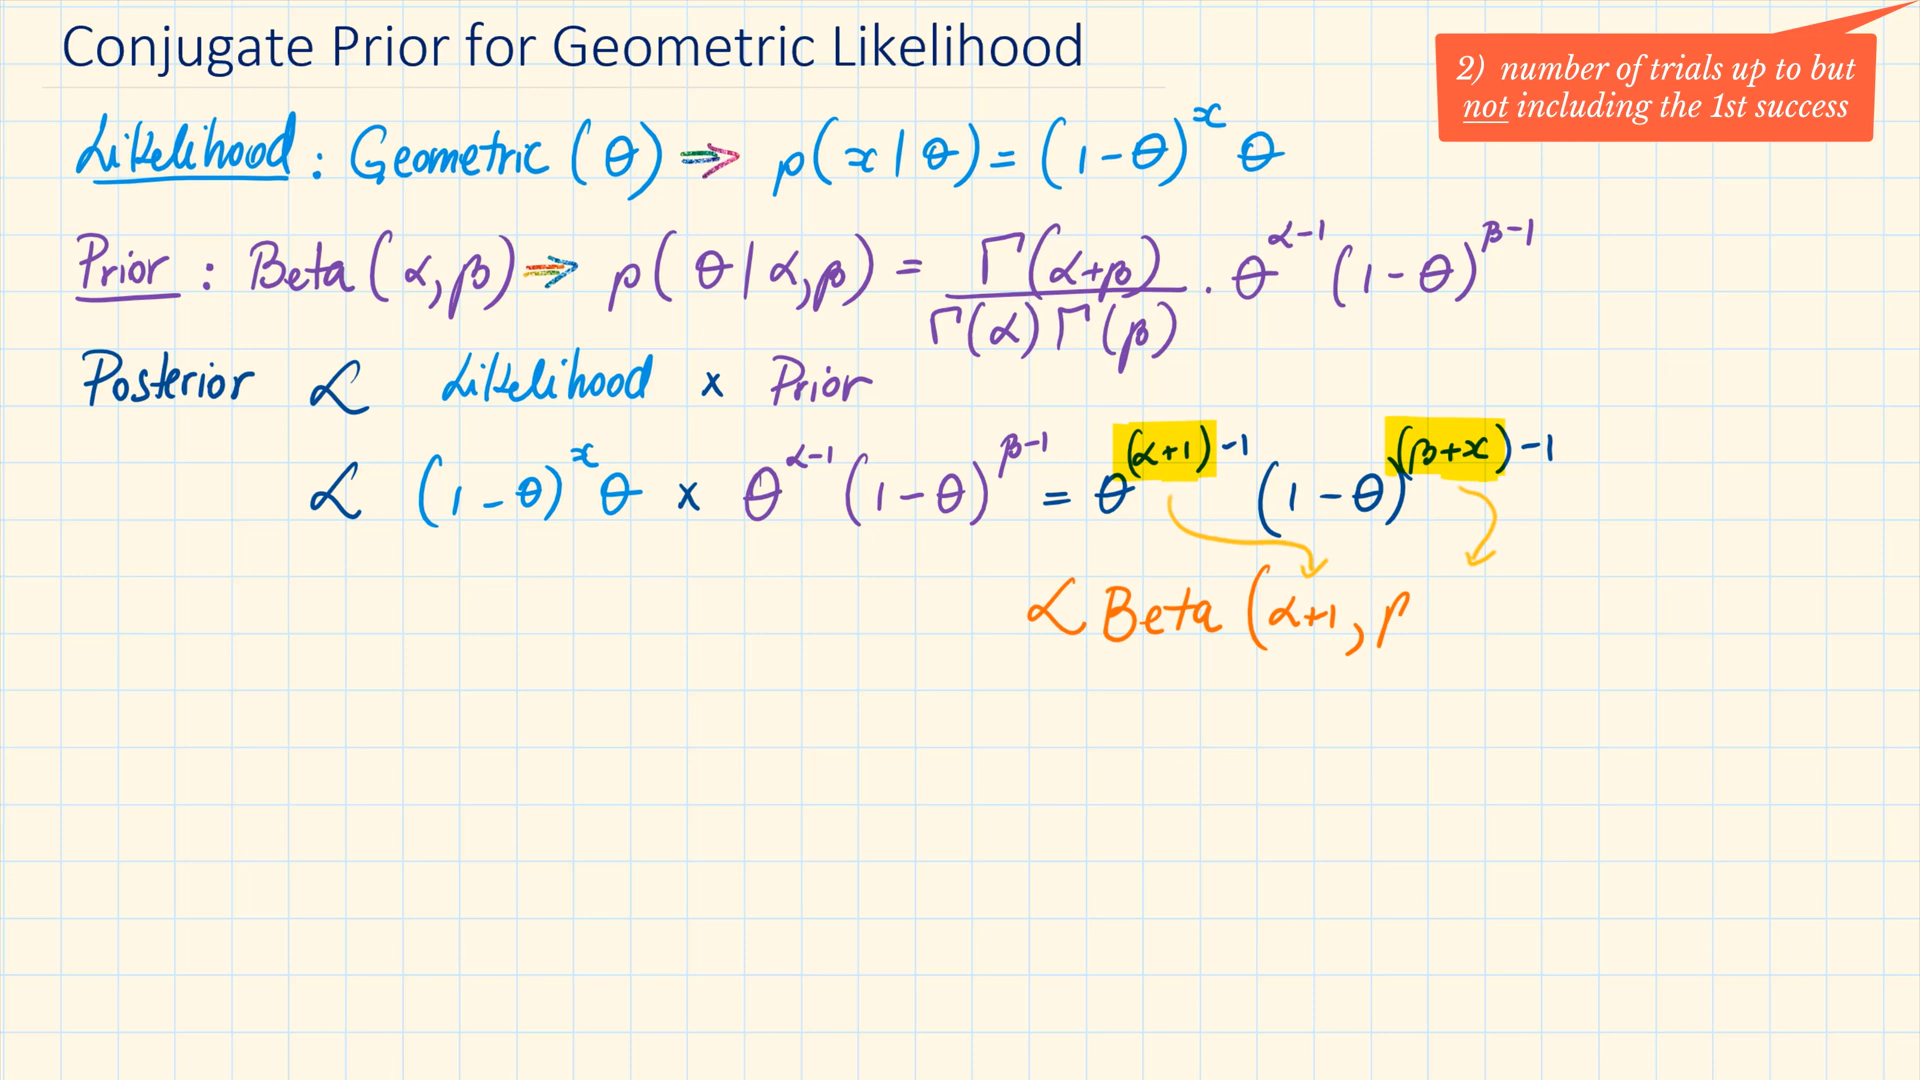 Conjugate Prior for Geometric Likelihood
2) number of trials up to but
not including the 1st success
Likelihood : Geometric (θ) ⇒ p(x|θ) = (1-θ)^x θ
Prior : Beta(α,β) ⇒ p(θ|α,β) = Γ(α+β) / Γ(α)Γ(β) · θ^(α-1) (1-θ)^(β-1)
Posterior ∝ Likelihood x Prior
∝ (1-θ)^x θ x θ^(α-1) (1-θ)^(β-1) = θ^((α+1)-1) (1-θ)^((β+x)-1)
∝ Beta (α+1,